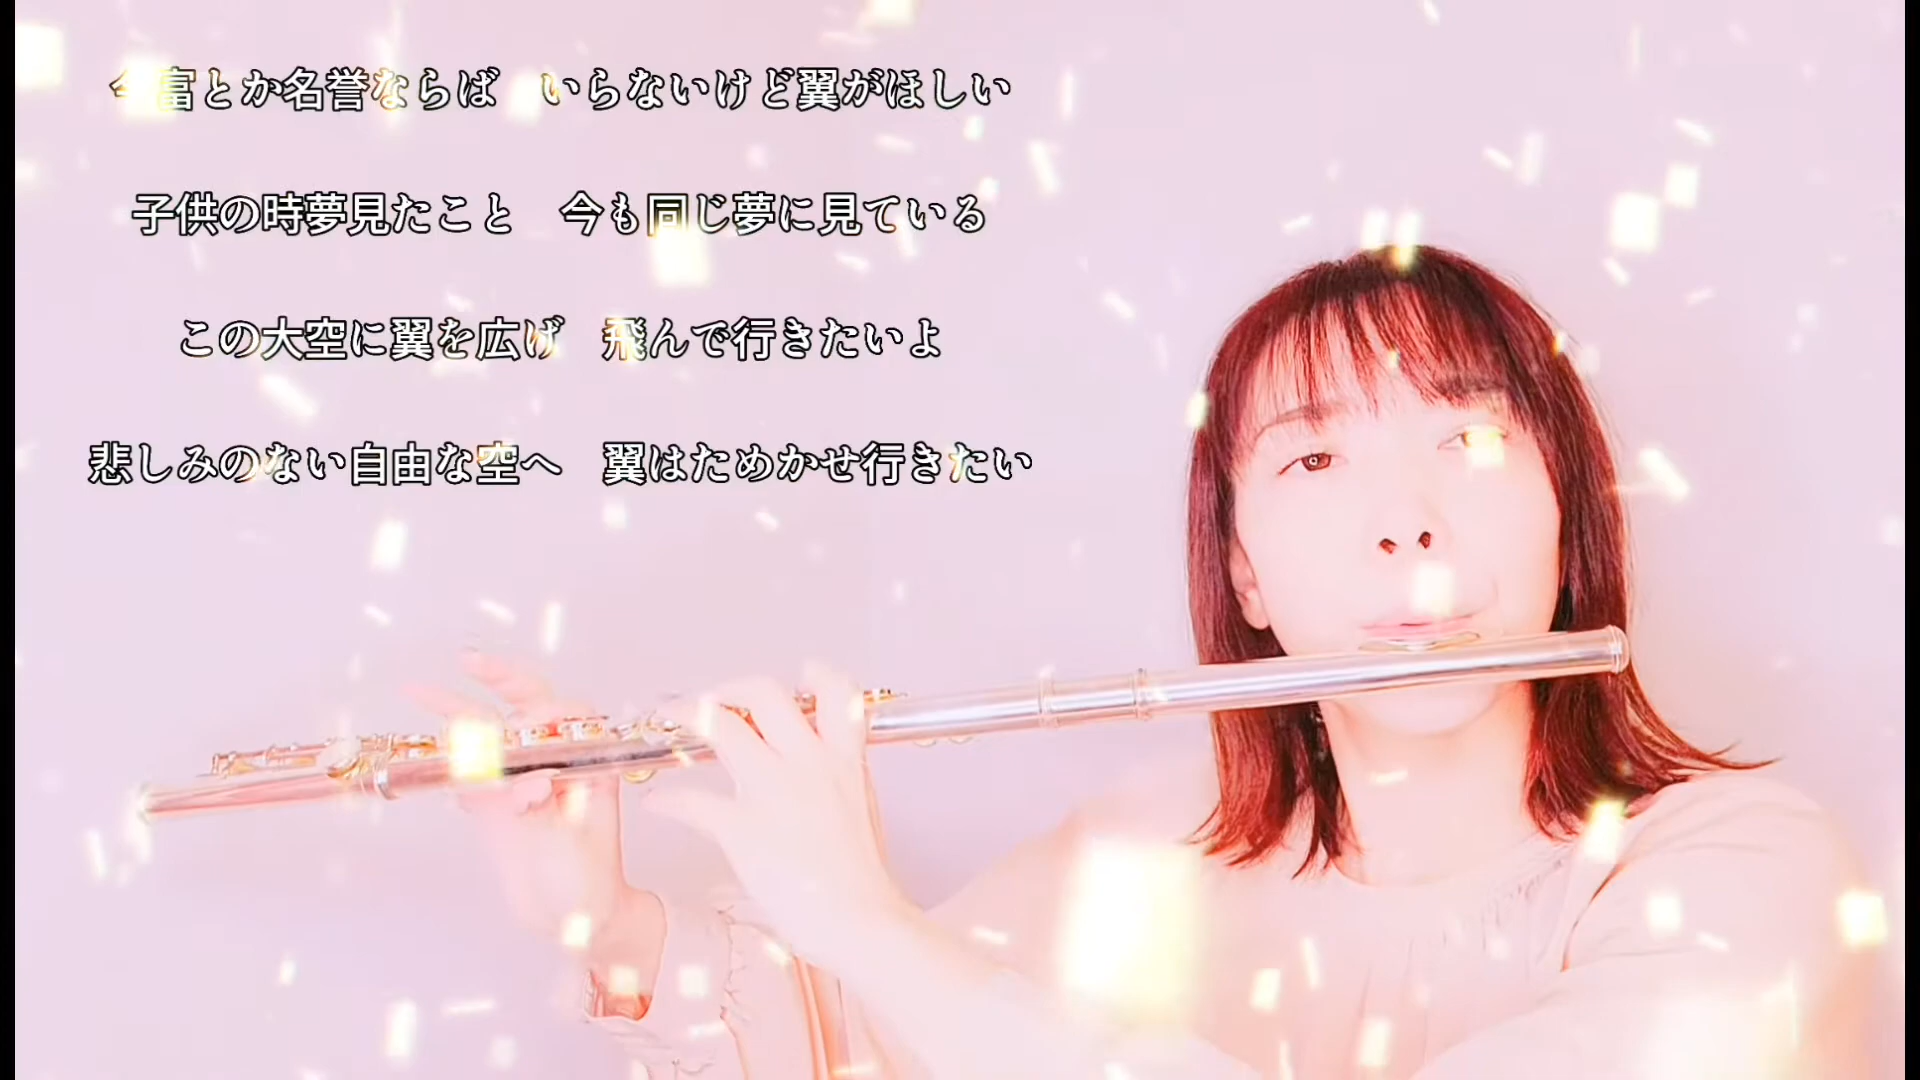 今富とか名誉ならば　いらないけど翼がほしい
子供の時夢見たこと　今も同じ夢に見ている
この大空に翼を広げ　飛んで行きたいよ
悲しみのない自由な空へ　翼はためかせ行きたい